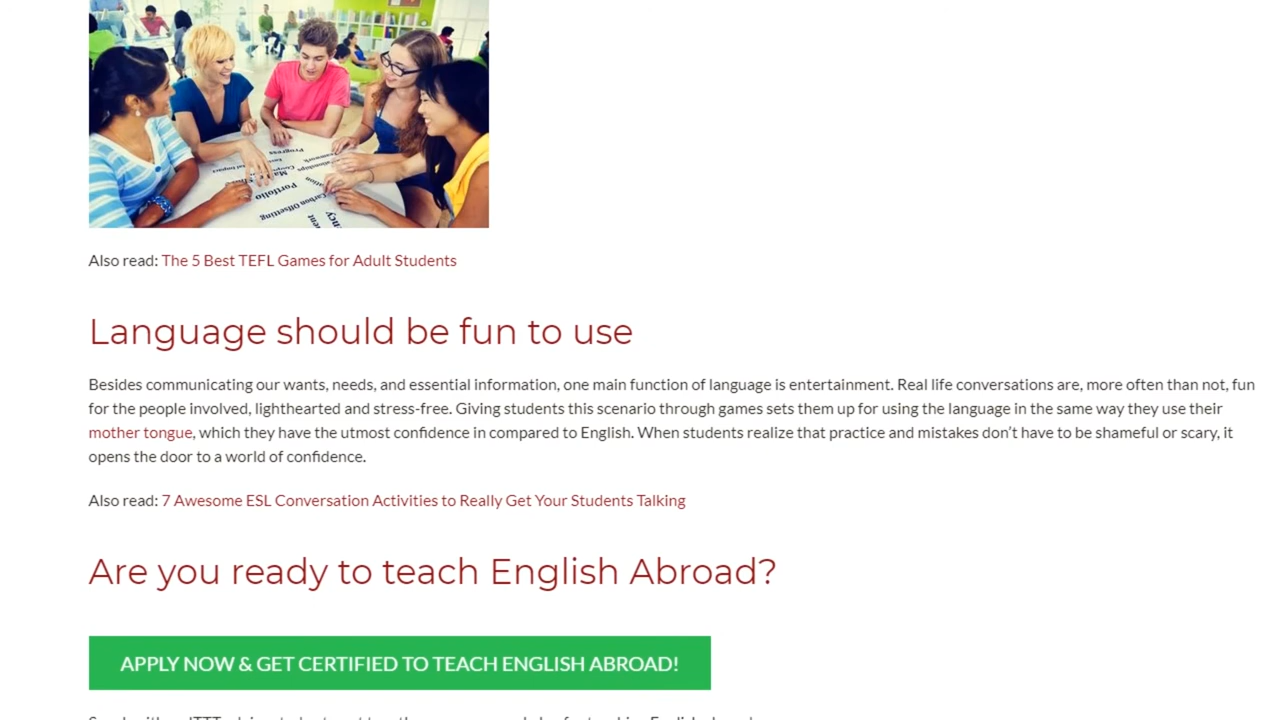 Progress
Portfolio
Carbon Offsetting
Also read: The 5 Best TEFL Games for Adult Students
Language should be fun to use
Besides communicating our wants, needs, and essential information, one main function of language is entertainment. Real life conversations are, more often than not, fun
for the people involved, lighthearted and stress-free. Giving students this scenario through games sets them up for using the language in the same way they use their
mother tongue, which they have the utmost confidence in compared to English. When students realize that practice and mistakes don’t have to be shameful or scary, it
opens the door to a world of confidence.
Also read: 7 Awesome ESL Conversation Activities to Really Get Your Students Talking
Are you ready to teach English Abroad?
APPLY NOW & GET CERTIFIED TO TEACH ENGLISH ABROAD!